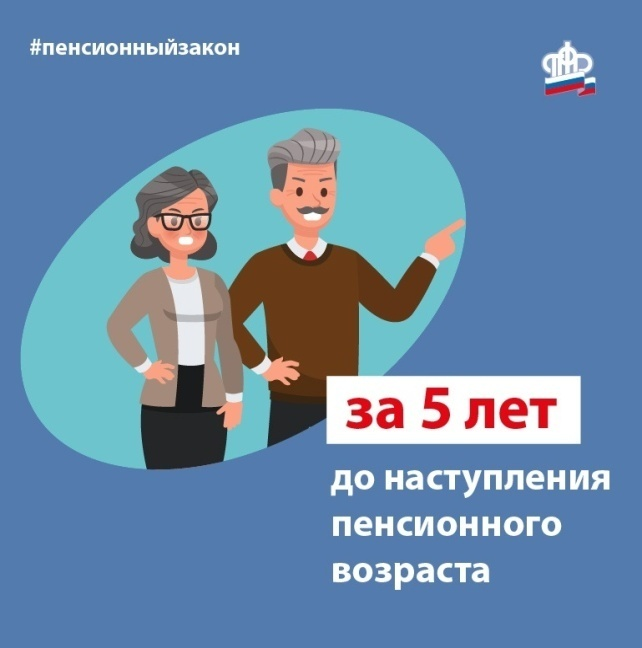 #пенсионныйзакон
за 5 лет
до наступления
пенсионного
возраста